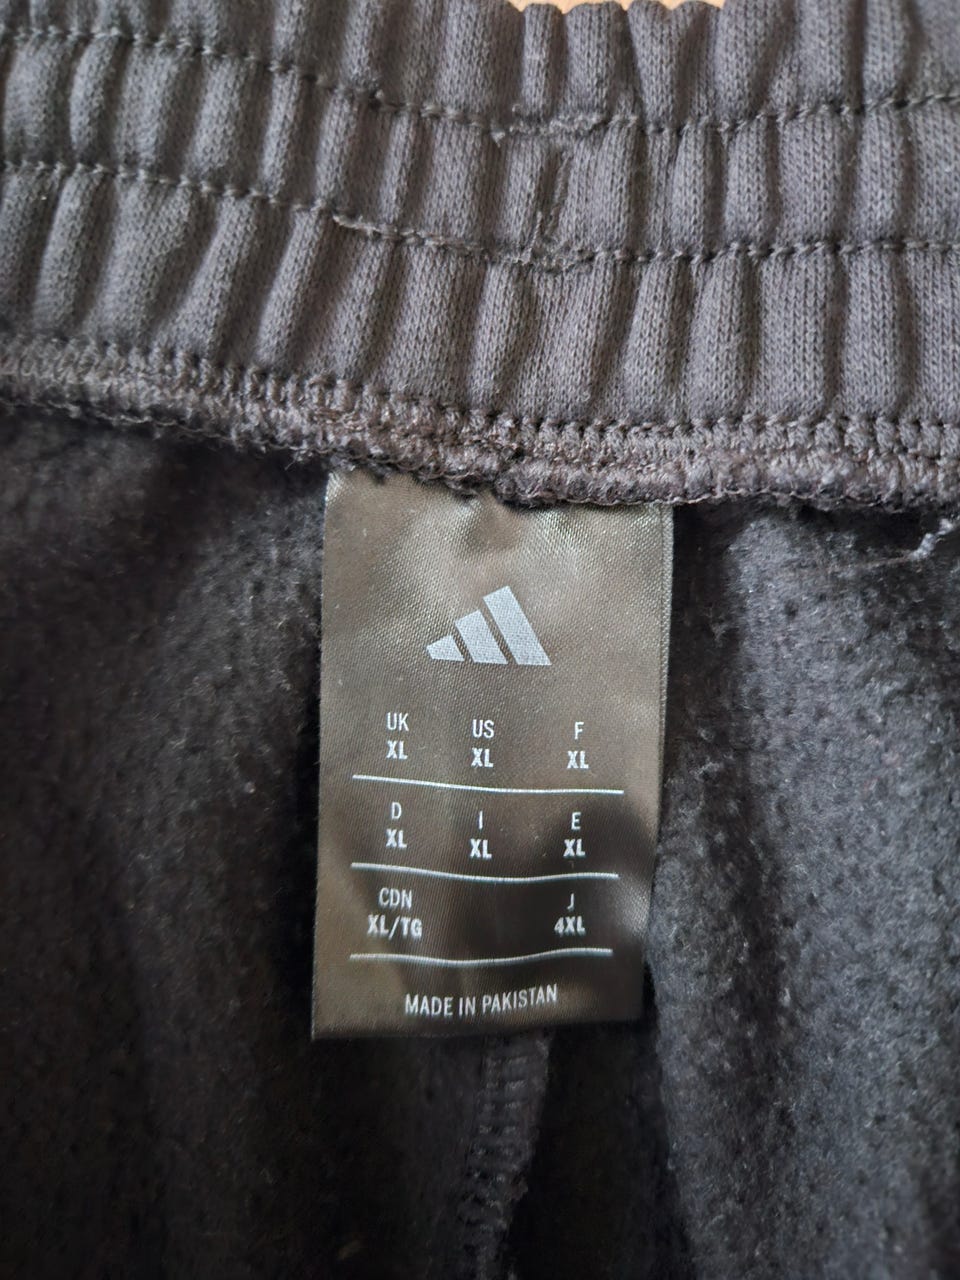 UK US F
XL XL XL
D I E
XL XL XL
CDN J
XL/TG 4XL
MADE IN PAKISTAN